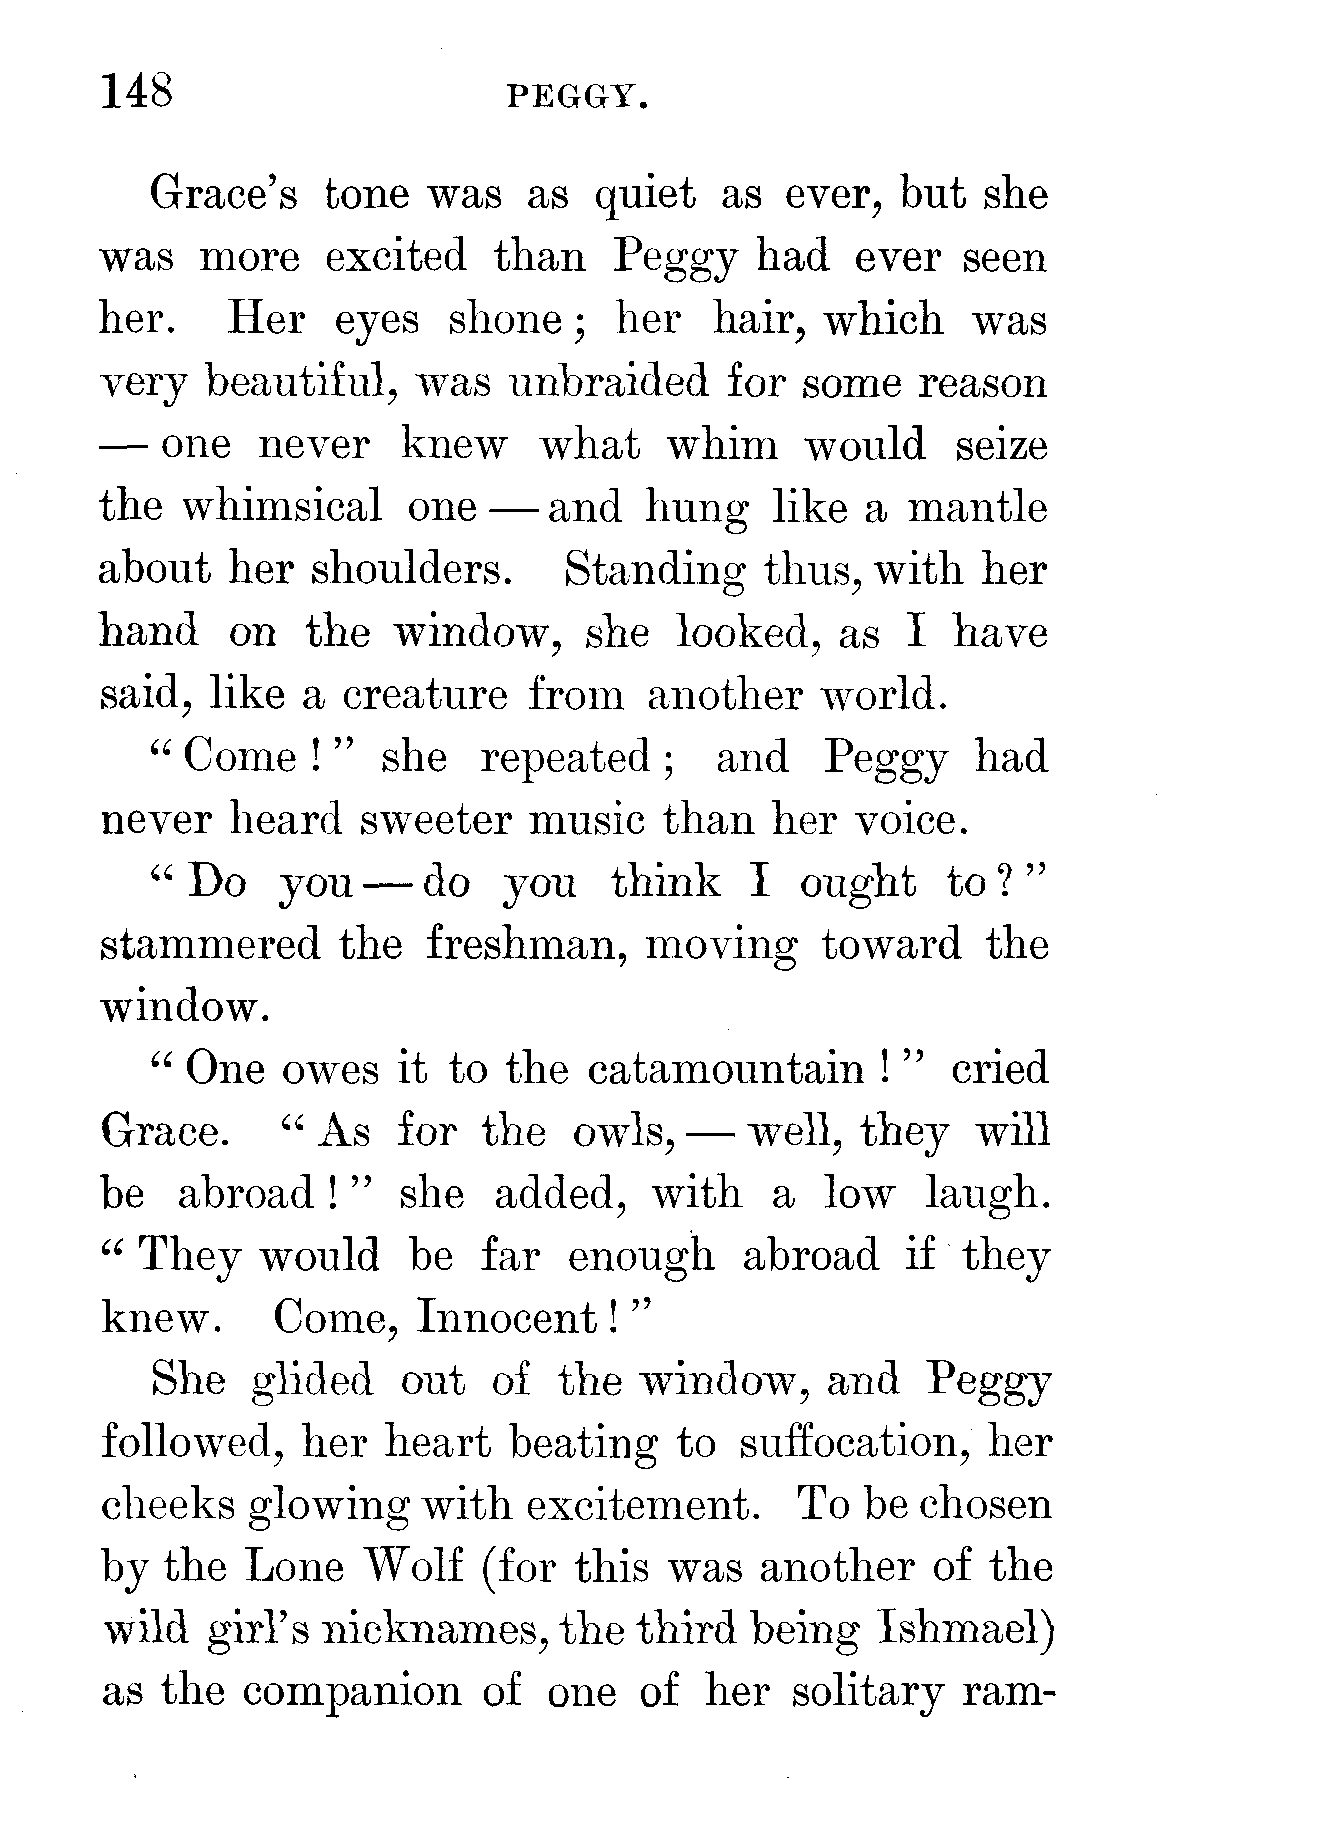 148 PEGGY.
Grace's tone was as quiet as ever, but she
was more excited than Peggy had ever seen
her. Her eyes shone; her hair, which was
very beautiful, was unbraided for some reason
— one never knew what whim would seize
the whimsical one — and hung like a mantle
about her shoulders. Standing thus, with her
hand on the window, she looked, as I have
said, like a creature from another world.
"Come!" she repeated; and Peggy had
never heard sweeter music than her voice.
"Do you — do you think I ought to?"
stammered the freshman, moving toward the
window.
"One owes it to the catamountain!" cried
Grace. "As for the owls, — well, they will
be abroad!" she added, with a low laugh.
"They would be far enough abroad if they
knew. Come, Innocent!"
She glided out of the window, and Peggy
followed, her heart beating to suffocation, her
cheeks glowing with excitement. To be chosen
by the Lone Wolf (for this was another of the
wild girl's nicknames, the third being Ishmael)
as the companion of one of her solitary ram-